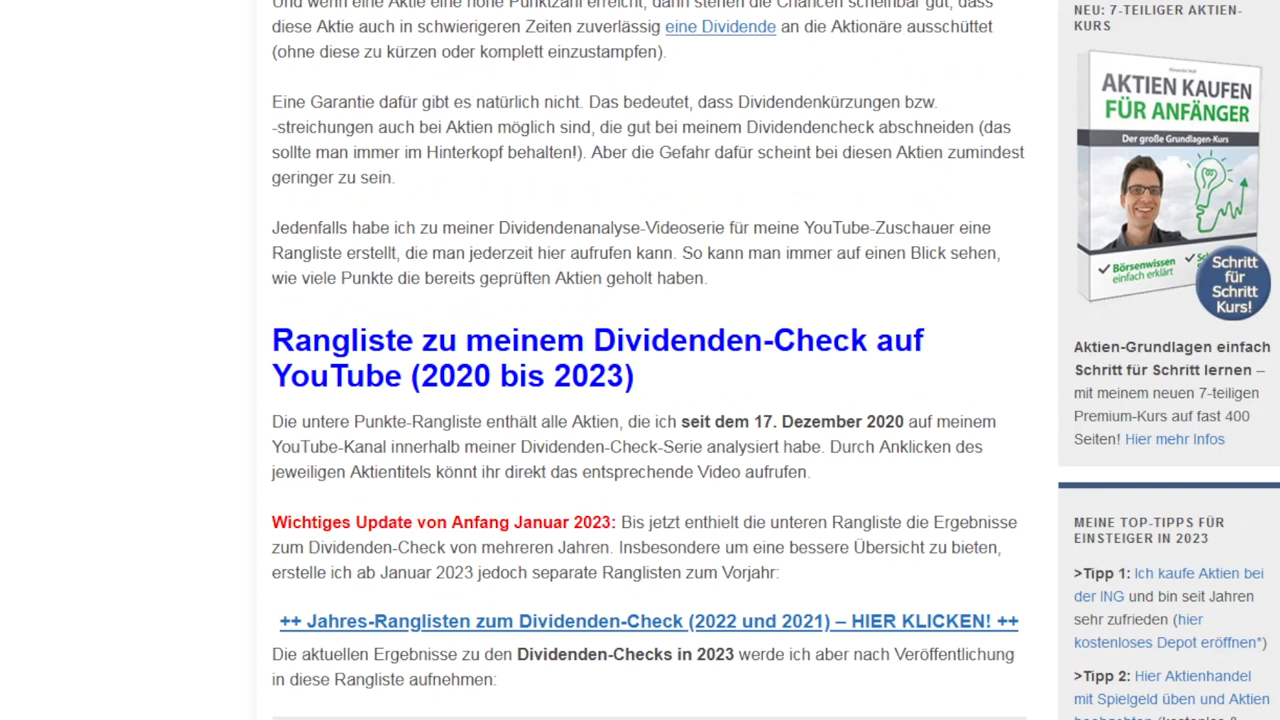 Und wenn eine Aktie eine hohe Punktzahl erreicht, dann stehen die Chancen scheinbar gut, dass
diese Aktie auch in schwierigeren Zeiten zuverlässig eine Dividende an die Aktionäre ausschüttet
(ohne diese zu kürzen oder komplett einzustampfen).
Eine Garantie dafür gibt es natürlich nicht. Das bedeutet, dass Dividendenkürzungen bzw.
-streichungen auch bei Aktien möglich sind, die gut bei meinem Dividendencheck abschneiden (das
sollte man immer im Hinterkopf behalten!). Aber die Gefahr dafür scheint bei diesen Aktien zumindest
geringer zu sein.
Jedenfalls habe ich zu meiner Dividendenanalyse-Videoserie für meine YouTube-Zuschauer eine
Rangliste erstellt, die man jederzeit hier aufrufen kann. So kann man immer auf einen Blick sehen,
wie viele Punkte die bereits geprüften Aktien geholt haben.
Rangliste zu meinem Dividenden-Check auf
YouTube (2020 bis 2023)
Die untere Punkte-Rangliste enthält alle Aktien, die ich seit dem 17. Dezember 2020 auf meinem
YouTube-Kanal innerhalb meiner Dividenden-Check-Serie analysiert habe. Durch Anklicken des
jeweiligen Aktientitels könnt ihr direkt das entsprechende Video aufrufen.
Wichtiges Update von Anfang Januar 2023: Bis jetzt enthielt die unteren Rangliste die Ergebnisse
zum Dividenden-Check von mehreren Jahren. Insbesondere um eine bessere Übersicht zu bieten,
erstelle ich ab Januar 2023 jedoch separate Ranglisten zum Vorjahr:
++ Jahres-Ranglisten zum Dividenden-Check (2022 und 2021) – HIER KLICKEN! ++
Die aktuellen Ergebnisse zu den Dividenden-Checks in 2023 werde ich aber nach Veröffentlichung
in diese Rangliste aufnehmen:
NEU: 7-TEILIGER AKTIEN-
KURS
AKTIEN KAUFEN
FÜR ANFÄNGER
Der große Grundlagen-Kurs
Börsenwissen
einfach erklärt
Schritt
für
Schritt
Kurs!
Aktien-Grundlagen einfach
Schritt für Schritt lernen –
mit meinem neuen 7-teiligen
Premium-Kurs auf fast 400
Seiten! Hier mehr Infos
MEINE TOP-TIPPS FÜR
EINSTEIGER IN 2023
>Tipp 1: Ich kaufe Aktien bei
der ING und bin seit Jahren
sehr zufrieden (hier
kostenloses Depot eröffnen*)
>Tipp 2: Hier Aktienhandel
mit Spielgeld üben und Aktien